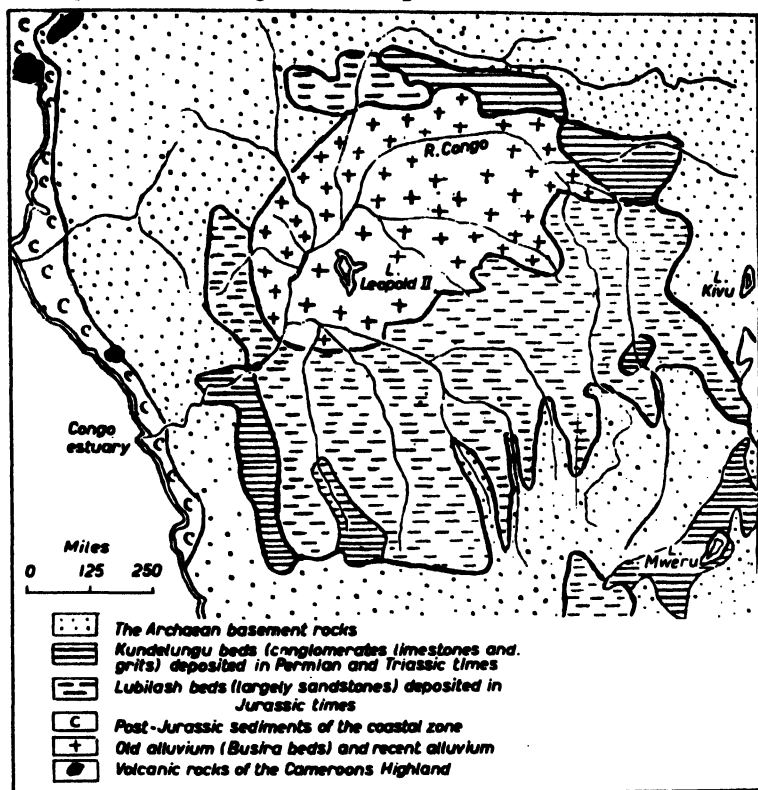 R. Congo
L.
Leopold II
L.
Kivu
Congo
estuary
L.
Mweru
Miles
0 125 250
The Archaean basement rocks
Kundelungu beds (conglomerates limestones and.
grits) deposited in Permian and Triassic times
Lubilash beds (largely sandstones) deposited in
Jurassic times
C Post-Jurassic sediments of the coastal zone
+ Old alluvium (Busira beds) and recent alluvium
Volcanic rocks of the Cameroons Highland